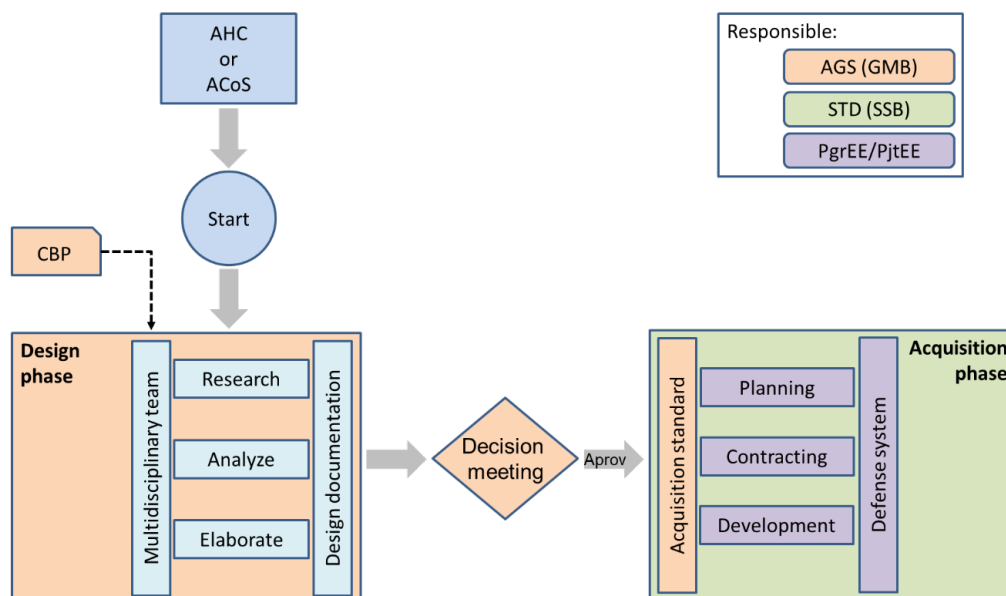 AHC
or
ACoS
Responsible:
AGS (GMB)
STD (SSB)
PgrEE/PjtEE
Start
CBP
Design
phase
Multidisciplinary team
Research
Analyze
Elaborate
Design documentation
Decision
meeting
Aprov
Acquisition
phase
Acquisition standard
Planning
Contracting
Development
Defense system